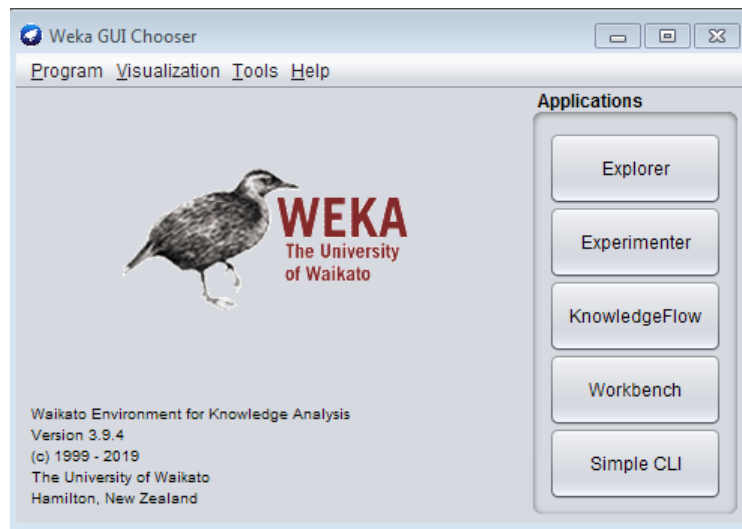 Weka GUI Chooser
Program Visualization Tools Help
Applications
Explorer
Experimenter
KnowledgeFlow
Workbench
Simple CLI
WEKA
The University
of Waikato
Waikato Environment for Knowledge Analysis
Version 3.9.4
(c) 1999 - 2019
The University of Waikato
Hamilton, New Zealand